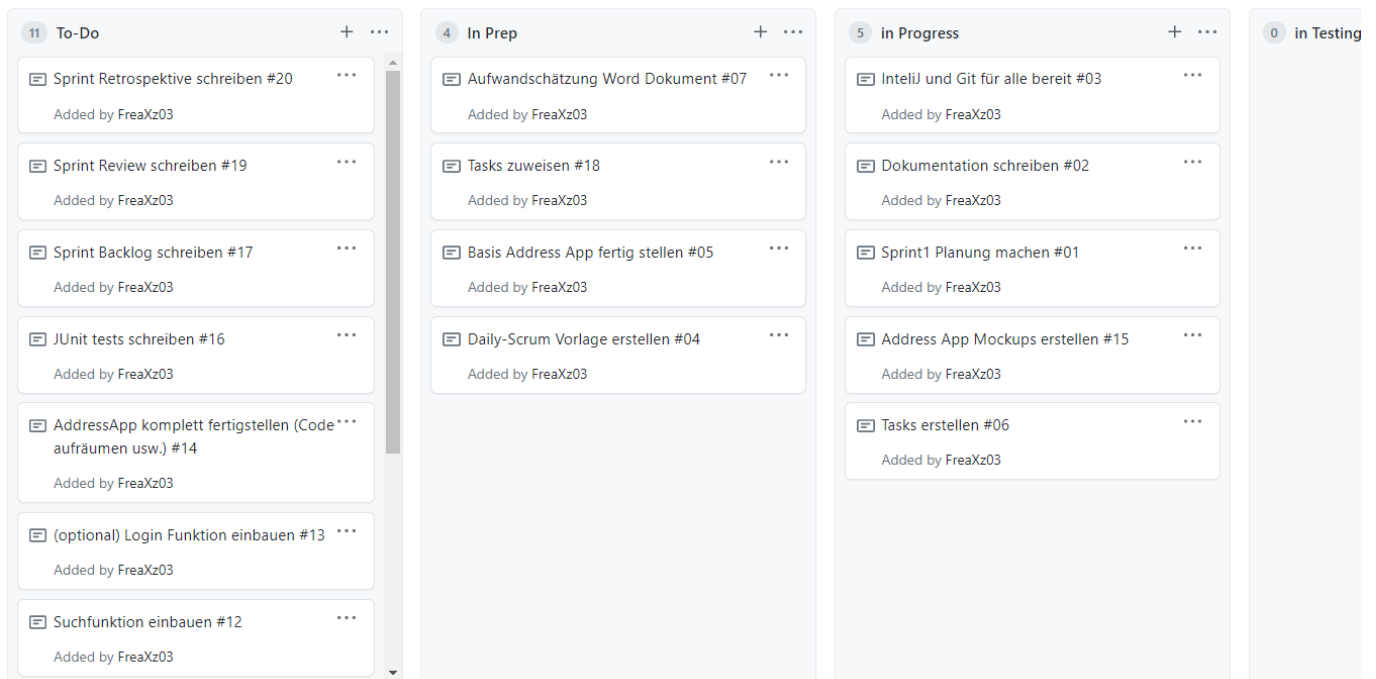 11 To-Do
Sprint Retrospektive schreiben #20
Added by FreaXz03
Sprint Review schreiben #19
Added by FreaXz03
Sprint Backlog schreiben #17
Added by FreaXz03
JUnit tests schreiben #16
Added by FreaXz03
AddressApp komplett fertigstellen (Code
aufräumen usw.) #14
Added by FreaXz03
(optional) Login Funktion einbauen #13
Added by FreaXz03
Suchfunktion einbauen #12
Added by FreaXz03
4 In Prep
Aufwandschätzung Word Dokument #07
Added by FreaXz03
Tasks zuweisen #18
Added by FreaXz03
Basis Address App fertig stellen #05
Added by FreaXz03
Daily-Scrum Vorlage erstellen #04
Added by FreaXz03
5 in Progress
InteliJ und Git für alle bereit #03
Added by FreaXz03
Dokumentation schreiben #02
Added by FreaXz03
Sprint1 Planung machen #01
Added by FreaXz03
Address App Mockups erstellen #15
Added by FreaXz03
Tasks erstellen #06
Added by FreaXz03
0 in Testing